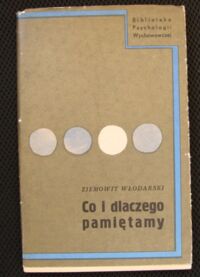 Biblioteka
Psychologii
Wychowawczej
ZIEMOWIT WŁODARSKI
Co i dlaczego
pamiętamy